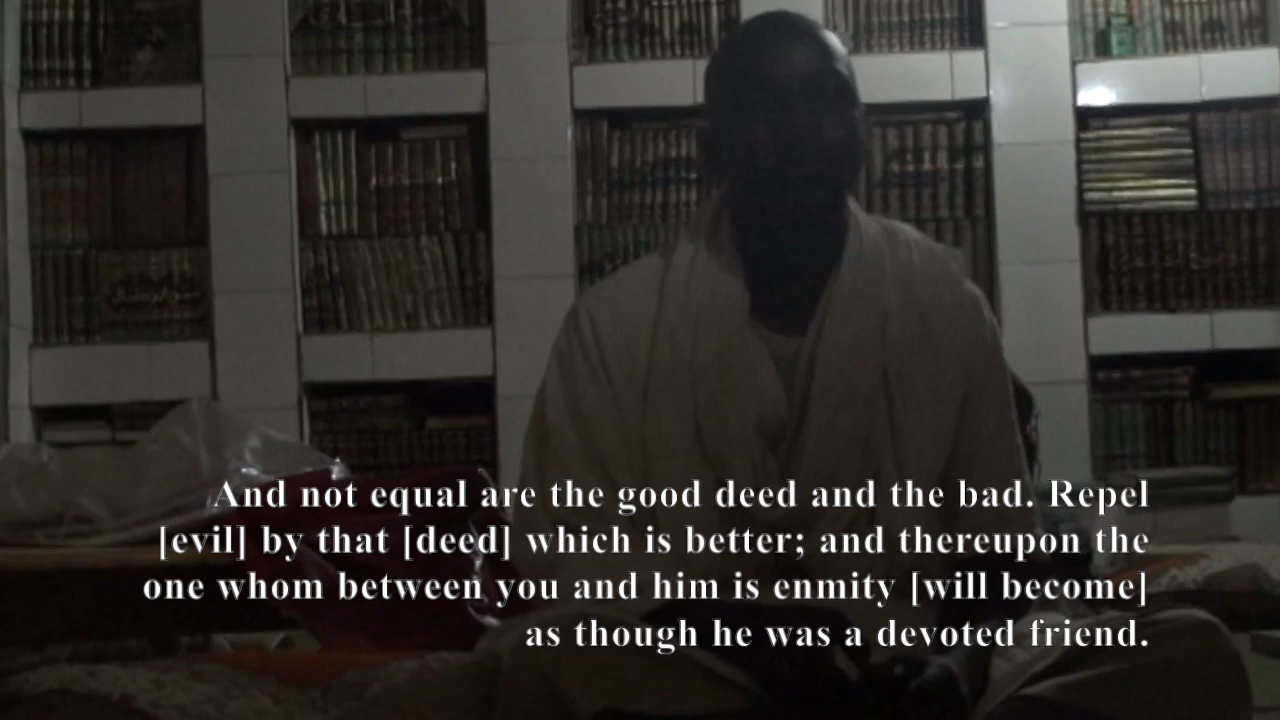 And not equal are the good deed and the bad. Repel
[evil] by that [deed] which is better; and thereupon the
one whom between you and him is enmity [will become]
as though he was a devoted friend.